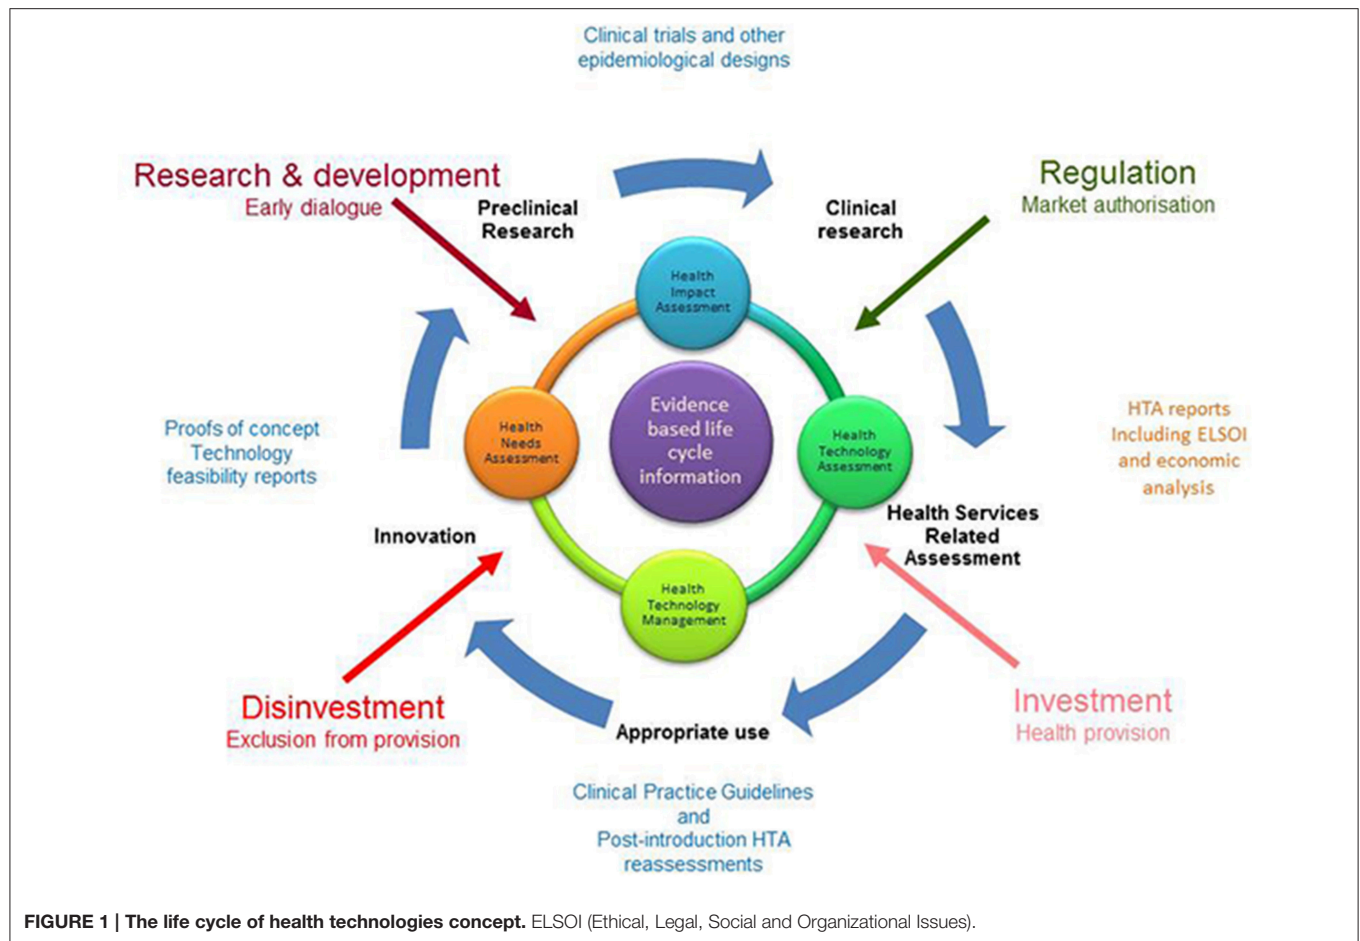 Clinical trials and other
epidemiological designs
Research & development
Early dialogue
Preclinical
Research
Clinical
research
Regulation
Market authorisation
Health
Impact
Assessment
Proofs of concept
Technology
feasibility reports
Health
Needs
Assessment
Evidence
based life
cycle
information
Health
Technology
Assessment
HTA reports
Including ELSOI
and economic
analysis
Innovation
Health Services
Related
Assessment
Health
Technology
Management
Disinvestment
Exclusion from provision
Appropriate use
Investment
Health provision
Clinical Practice Guidelines
and
Post-introduction HTA
reassessments
FIGURE 1 | The life cycle of health technologies concept. ELSOI (Ethical, Legal, Social and Organizational Issues).